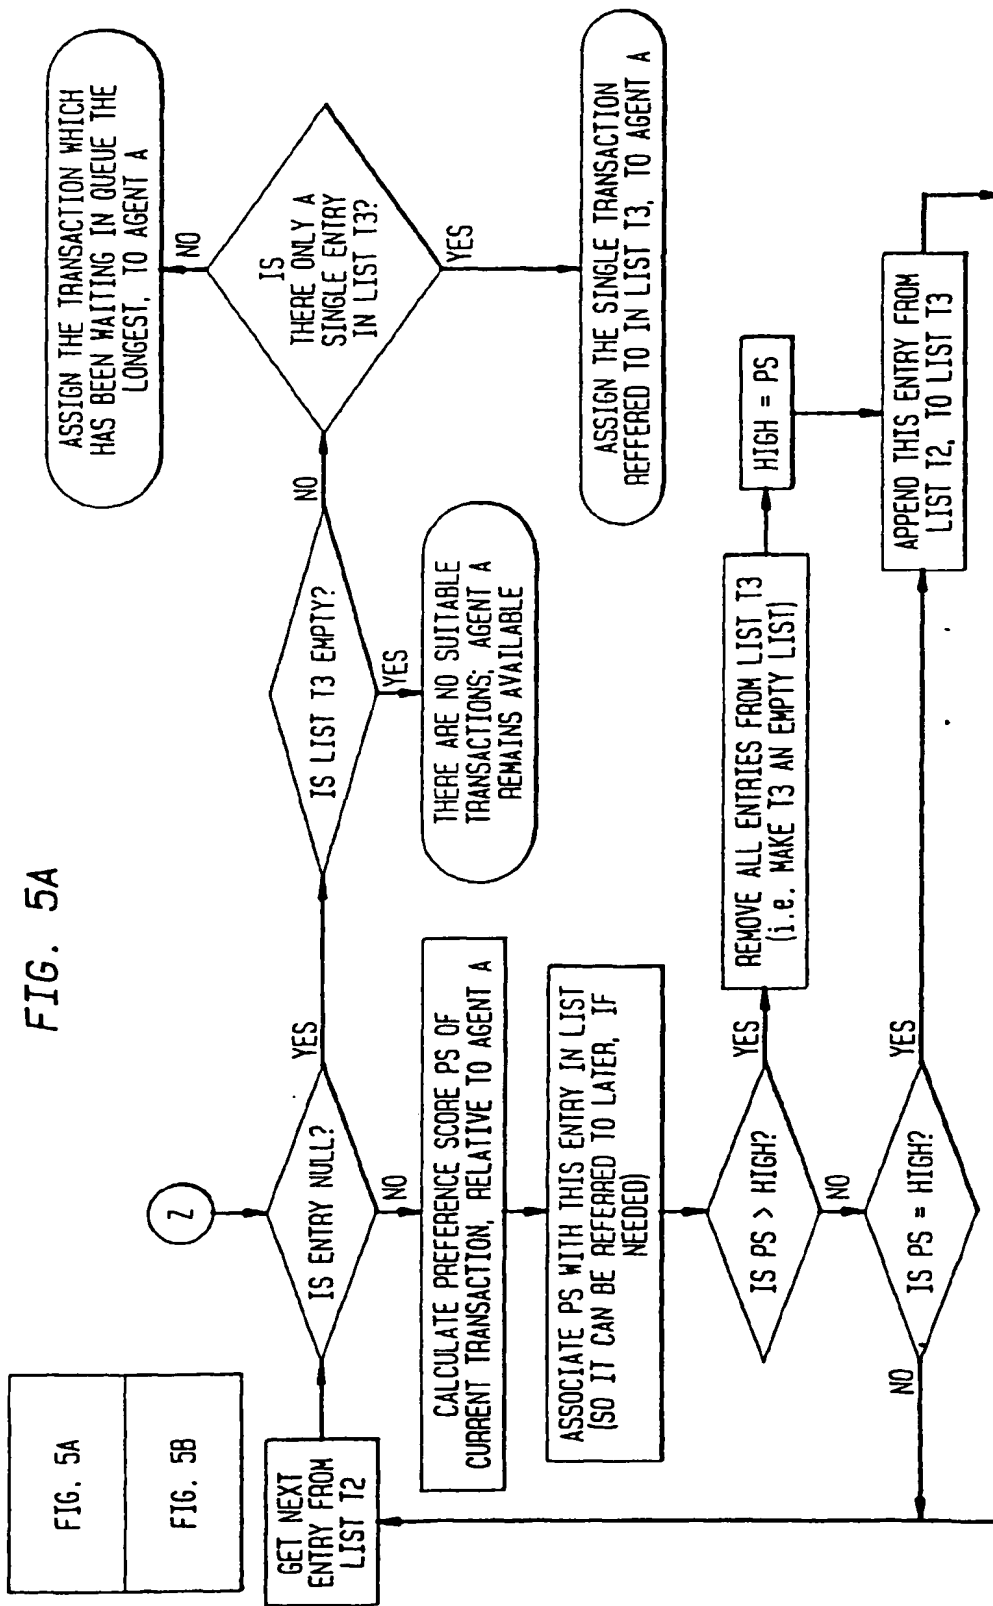 FIG. 5A
FIG. 5A
FIG. 5B
Z
GET NEXT
ENTRY FROM
LIST T2
IS ENTRY NULL?
YES
NO
IS LIST T3 EMPTY?
NO
YES
IS
THERE ONLY A
SINGLE ENTRY
IN LIST T3?
NO
YES
ASSIGN THE TRANSACTION WHICH
HAS BEEN WAITING IN QUEUE THE
LONGEST, TO AGENT A
THERE ARE NO SUITABLE
TRANSACTIONS; AGENT A
REMAINS AVAILABLE
ASSIGN THE SINGLE TRANSACTION
REFFERED TO IN LIST T3, TO AGENT A
CALCULATE PREFERENCE SCORE PS OF
CURRENT TRANSACTION, RELATIVE TO AGENT A
ASSOCIATE PS WITH THIS ENTRY IN LIST
(SO IT CAN BE REFERRED TO LATER, IF
NEEDED)
IS PS > HIGH?
YES
NO
REMOVE ALL ENTRIES FROM LIST T3
(i.e. MAKE T3 AN EMPTY LIST)
HIGH = PS
IS PS = HIGH?
YES
NO
APPEND THIS ENTRY FROM
LIST T2, TO LIST T3